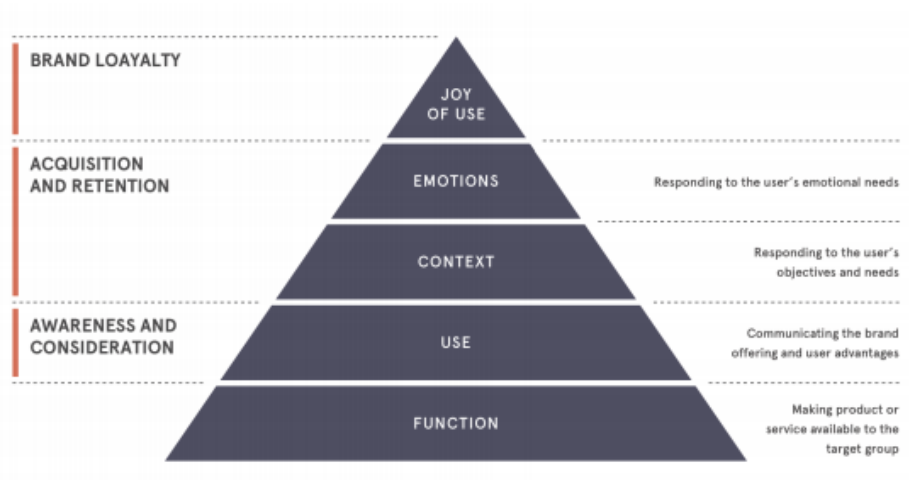 BRAND LOAYALTY
JOY
OF USE
ACQUISITION
AND RETENTION
EMOTIONS
Responding to the user's emotional needs
CONTEXT
Responding to the user's
objectives and needs
AWARENESS AND
CONSIDERATION
USE
Communicating the brand
offering and user advantages
FUNCTION
Making product or
service available to the
target group